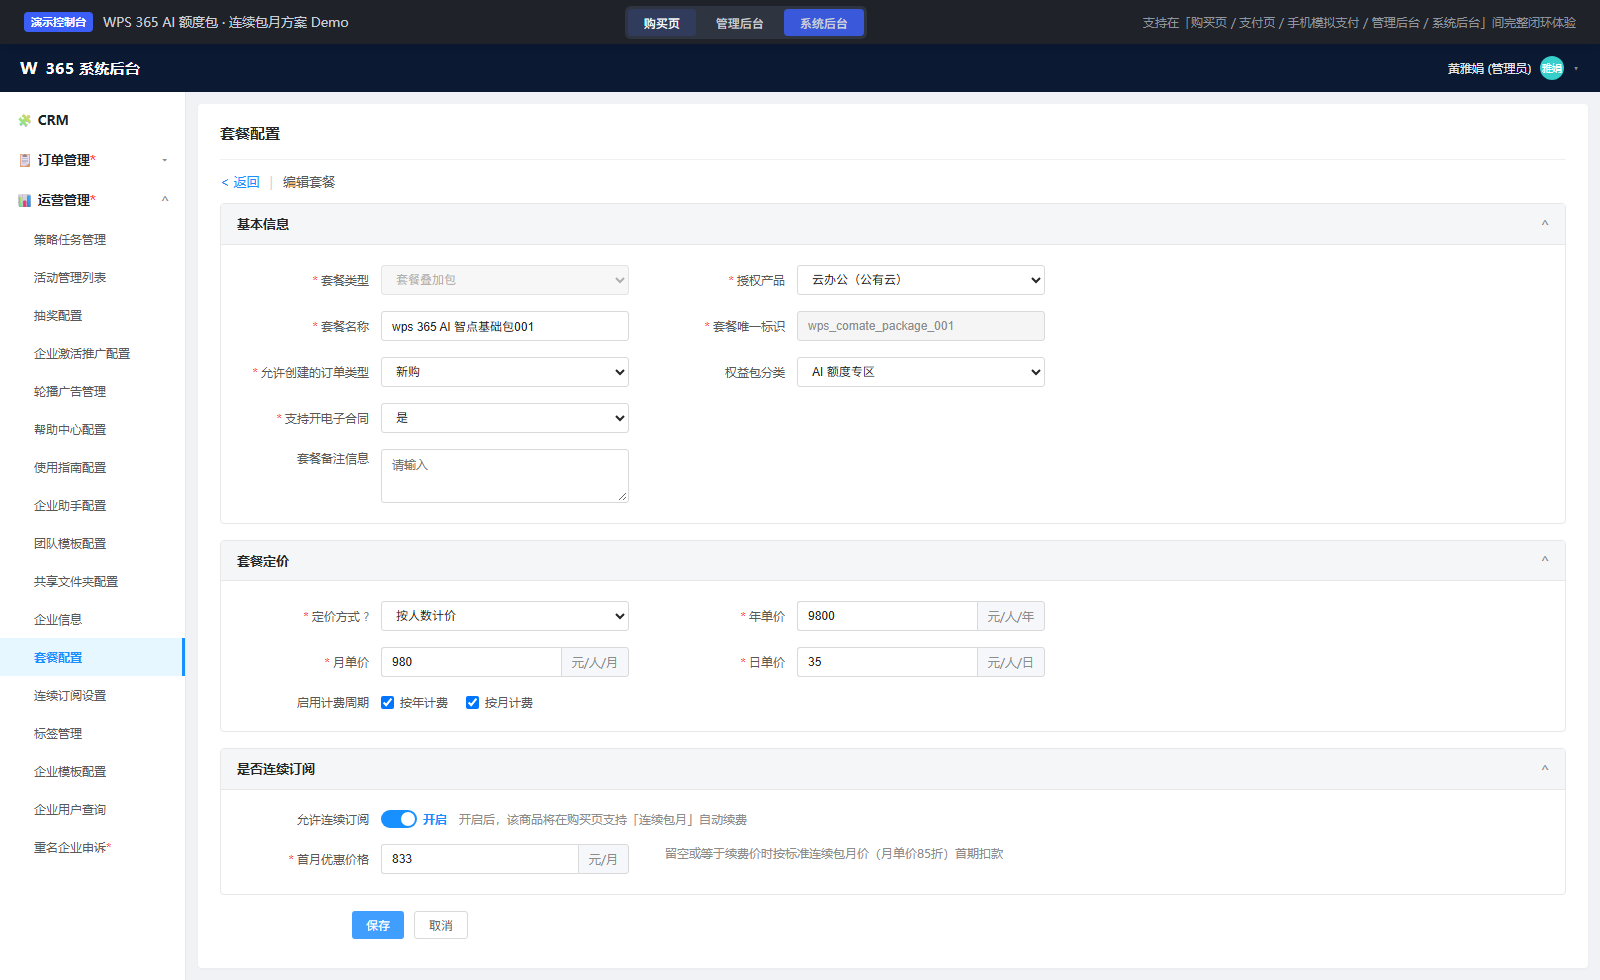 演示控制台 WPS 365 AI 额度包 · 连续包月方案 Demo 购买页 管理后台 系统后台 支持在「购买页 / 支付页 / 手机模拟支付 / 管理后台 / 系统后台」间完整闭环体验
W 365 系统后台 黄雅娟 (管理员) 雅娟
CRM
订单管理*
运营管理*
策略任务管理
活动管理列表
抽奖配置
企业激活推广配置
轮播广告管理
帮助中心配置
使用指南配置
企业助手配置
团队模板配置
共享文件夹配置
企业信息
套餐配置
连续订阅设置
标签管理
企业模板配置
企业用户查询
重名企业申诉*
套餐配置
< 返回 | 编辑套餐
基本信息
* 套餐类型 套餐叠加包 * 授权产品 云办公（公有云）
* 套餐名称 wps 365 AI 智点基础包001 * 套餐唯一标识 wps_comate_package_001
* 允许创建的订单类型 新购 权益包分类 AI 额度专区
* 支持开电子合同 是
套餐备注信息 请输入
套餐定价
* 定价方式 ? 按人数计价 * 年单价 9800 元/人/年
* 月单价 980 元/人/月 * 日单价 35 元/人/日
启用计费周期 按年计费 按月计费
是否连续订阅
允许连续订阅 开启 开启后，该商品将在购买页支持「连续包月」自动续费
* 首月优惠价格 833 元/月 留空或等于续费价时按标准连续包月价（月单价85折）首期扣款
保存 取消